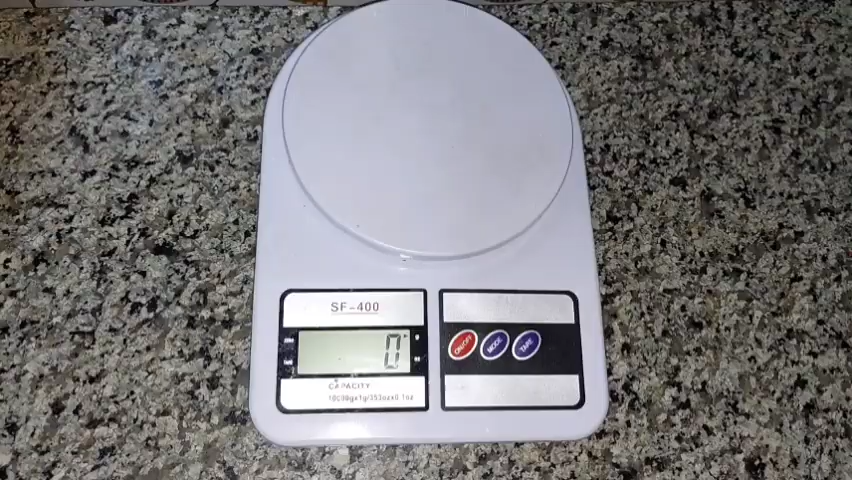 SF-400
0
CAPACITY
10000gx1g/353ozx0.1oz
ON/OFF
MODE
TARE